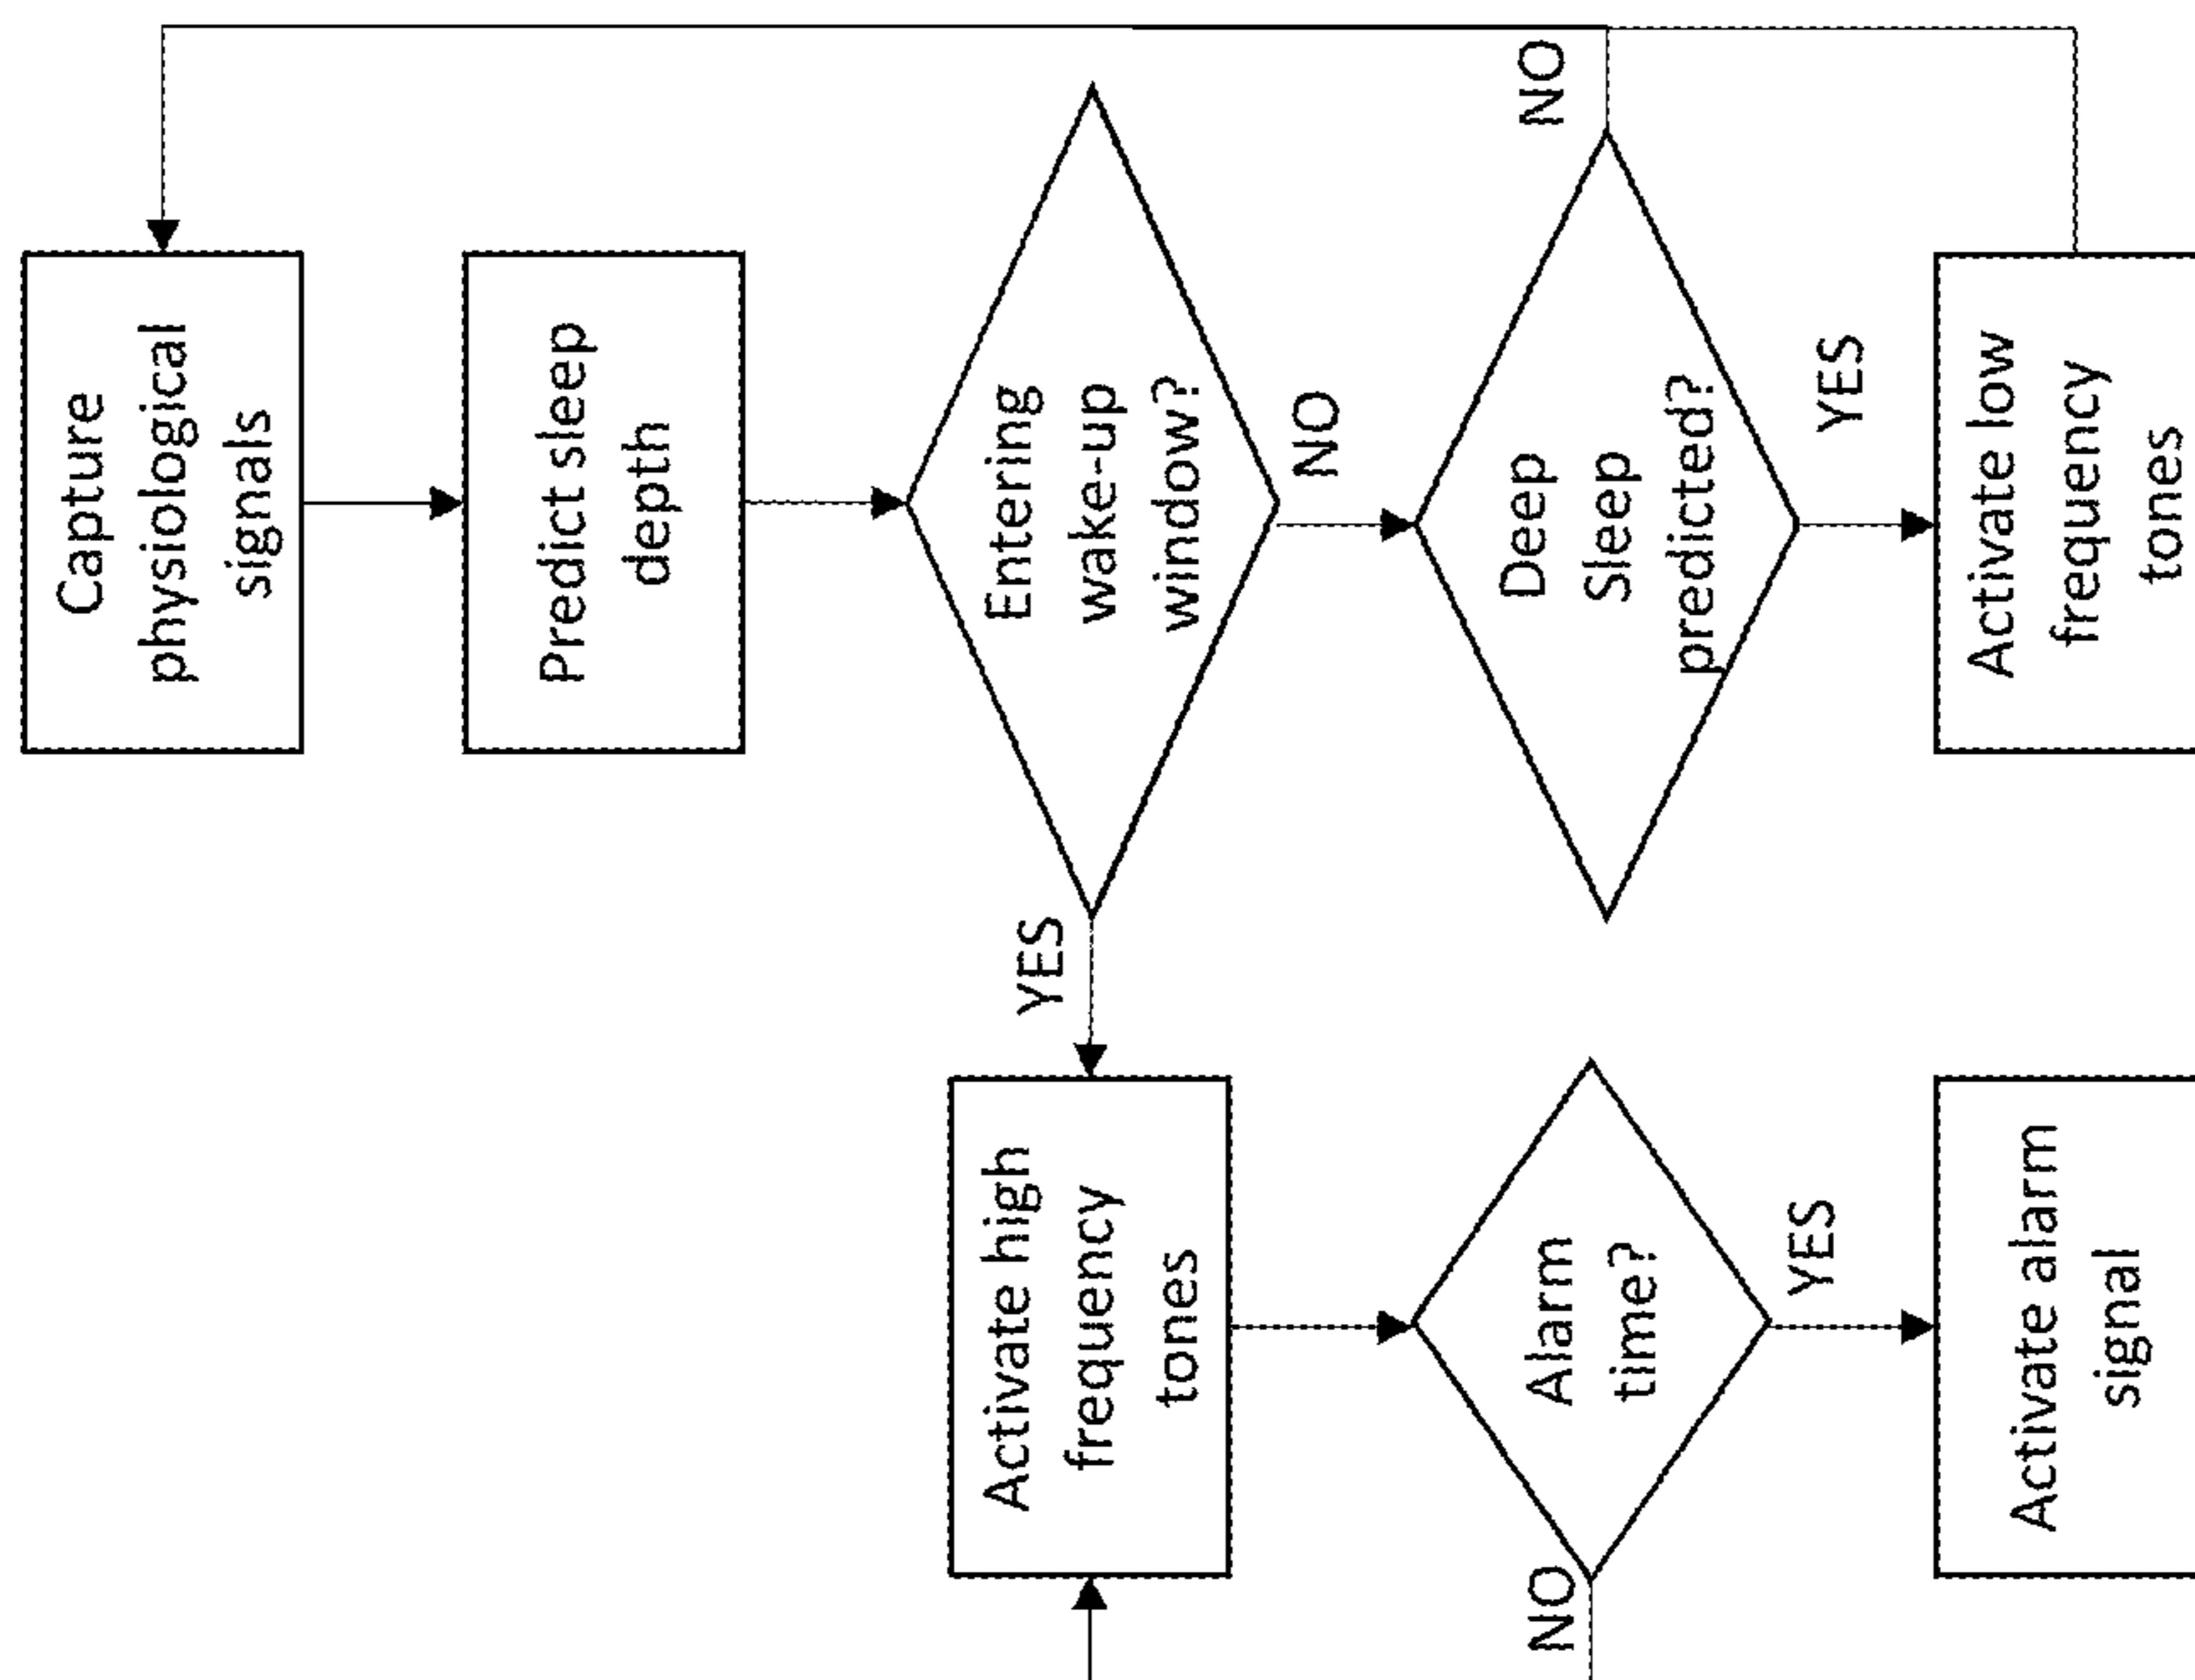 Capture
physiological
signals
Predict sleep
depth
Entering
wake-up
window?
YES
NO
Deep
Sleep
predicted?
NO
YES
Activate low
frequency
tones
Activate high
frequency
tones
Alarm
time?
NO
YES
Activate alarm
signal